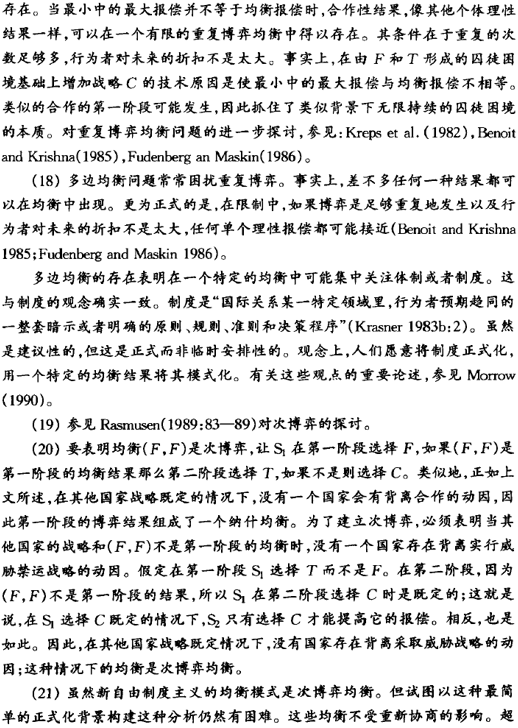 存在。当最小中的最大报偿并不等于均衡报偿时,合作性结果,像其他个体理性
结果一样,可以在一个有限的重复博弈均衡中得以存在。其条件在于重复的次
数足够多,行为者对未来的折扣不是太大。事实上,在由 F 和 T 形成的囚徒困
境基础上增加战略 C 的技术原因是使最小中的最大报偿与均衡报偿不相等。
类似的合作的第一阶段可能发生,因此抓住了类似背景下无限持续的囚徒困境
的本质。对重复博弈均衡问题的进一步探讨,参见:Kreps et al. (1982),Benoit
and Krishna(1985),Fudenberg an Maskin(1986)。
(18) 多边均衡问题常常困扰重复博弈。事实上,差不多任何一种结果都可
以在均衡中出现。更为正式的是,在限制中,如果博弈是足够重复地发生以及行
为者对未来的折扣不是太大,任何单个理性报偿都可能接近(Benoit and Krishna
1985;Fudenberg and Maskin 1986)。
多边均衡的存在表明在一个特定的均衡中可能集中关注体制或者制度。这
与制度的观念确实一致。制度是“国际关系某一特定领域里,行为者预期趋同的
一整套暗示或者明确的原则、规则、准则和决策程序”(Krasner 1983b:2)。虽然
是建议性的,但这是正式而非临时安排性的。观念上,人们愿意将制度正式化,
用一个特定的均衡结果将其模式化。有关这些观点的重要论述,参见 Morrow
(1990)。
(19) 参见 Rasmusen(1989:83—89)对次博弈的探讨。
(20) 要表明均衡(F,F)是次博弈,让 S₁ 在第一阶段选择 F,如果(F,F)是
第一阶段的均衡结果那么第二阶段选择 T,如果不是则选择 C。类似地,正如上
文所述,在其他国家战略既定的情况下,没有一个国家会有背离合作的动因,因
此第一阶段的博弈结果组成了一个纳什均衡。为了建立次博弈,必须表明当其
他国家的战略和(F,F)不是第一阶段的均衡时,没有一个国家存在背离实行威
胁禁运战略的动因。假定在第一阶段 S₁ 选择 T 而不是 F。在第二阶段,因为
(F,F)不是第一阶段的结果,所以 S₁ 在第二阶段选择 C 时是既定的;这就是
说,在 S₁ 选择 C 既定的情况下,S₂ 只有选择 C 才能提高它的报偿。相反,也是
如此。因此,在其他国家战略既定情况下,没有国家存在背离采取威胁战略的动
因;这种情况下的均衡是次博弈均衡。
(21) 虽然新自由制度主义的均衡模式是次博弈均衡。但试图以这种最简
单的正式化背景构建这种分析仍然有困难。这些均衡不受重新协商的影响。超